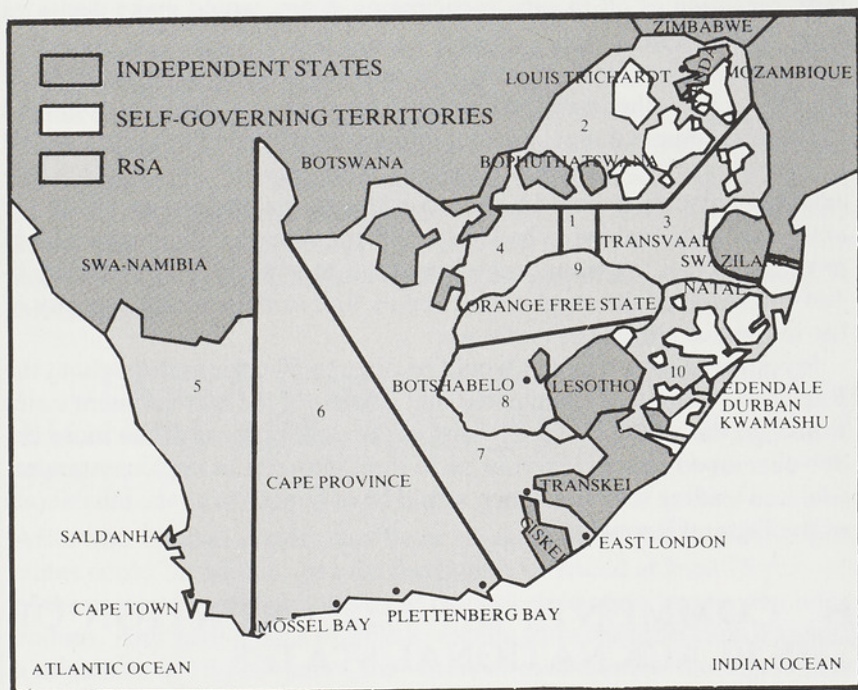 ZIMBABWE
INDEPENDENT STATES
LOUIS TRICHARDT
MOZAMBIQUE
SELF-GOVERNING TERRITORIES
2
RSA
BOTSWANA
BOPHUTHATSWANA
1
3
4
TRANSVAAL
9
SWA-NAMIBIA
SWAZILAND
NATAL
ORANGE FREE STATE
5
6
BOTSHABELO
8
LESOTHO
10
EDENDALE
DURBAN
KWAMASHU
7
CAPE PROVINCE
TRANSKEI
CISKEI
SALDANHA
EAST LONDON
CAPE TOWN
MOSSEL BAY
PLETTENBERG BAY
ATLANTIC OCEAN
INDIAN OCEAN